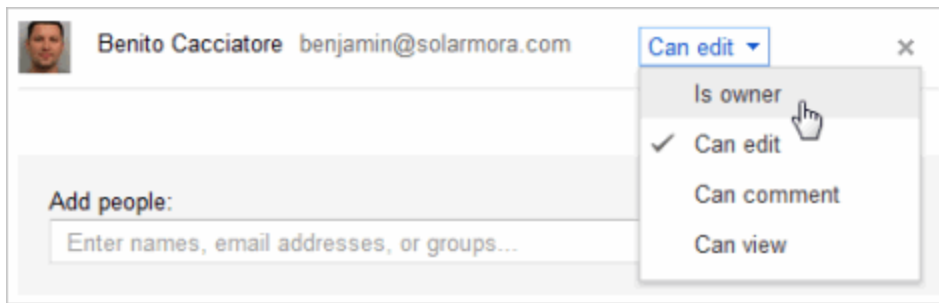 Benito Cacciatore benjamin@solarmora.com Can edit
Is owner
Can edit
Can comment
Can view
Add people:
Enter names, email addresses, or groups...